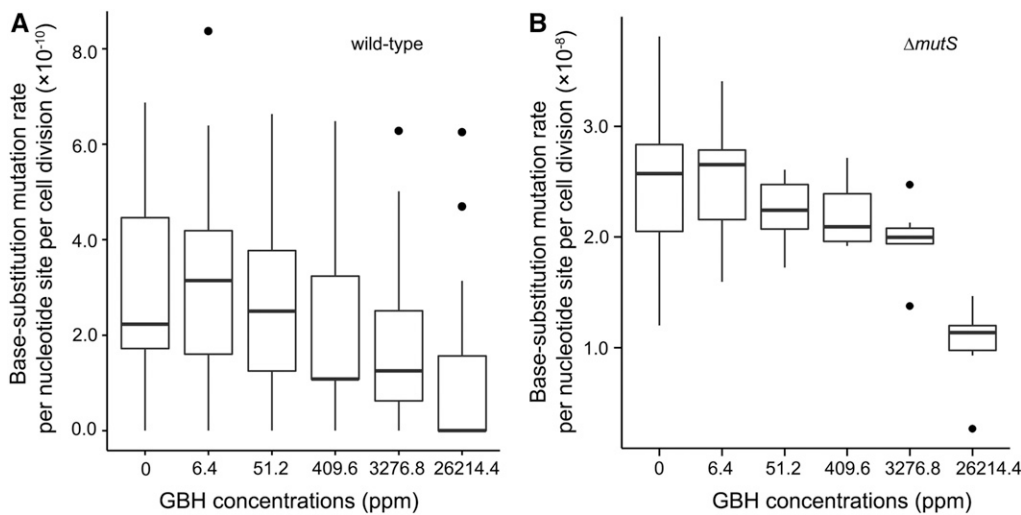 A
wild-type
Base-substitution mutation rate
per nucleotide site per cell division (×10⁻¹⁰)
8.0
6.0
4.0
2.0
0.0
0 6.4 51.2 409.6 3276.8 26214.4
GBH concentrations (ppm)
B
ΔmutS
Base-substitution mutation rate
per nucleotide site per cell division (×10⁻⁸)
3.0
2.0
1.0
0 6.4 51.2 409.6 3276.8 26214.4
GBH concentrations (ppm)